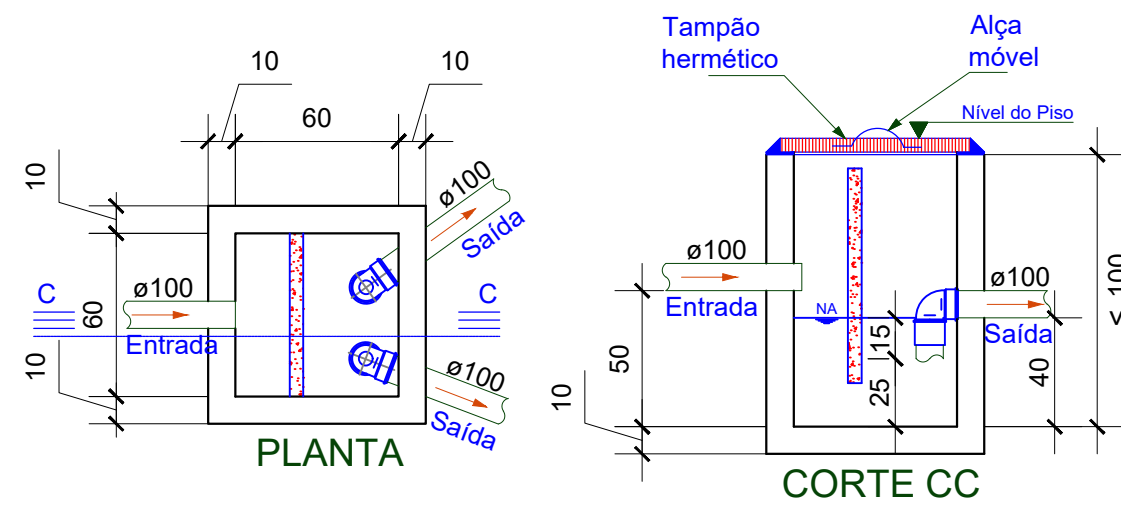 10
10
60
10
ø100
Saída
C
C
60
ø100
Entrada
10
ø100
Saída
PLANTA
Tampão
hermético
Alça
móvel
Nível do Piso
ø100
Entrada
NA
ø100
Saída
< 100
50
15
25
40
10
CORTE CC